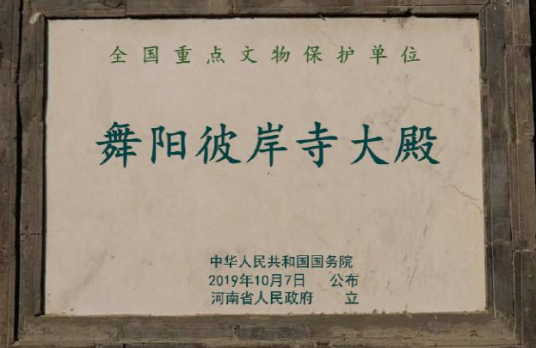 全国重点文物保护单位
舞阳彼岸寺大殿
中华人民共和国国务院
2019年10月7日 公布
河南省人民政府 立